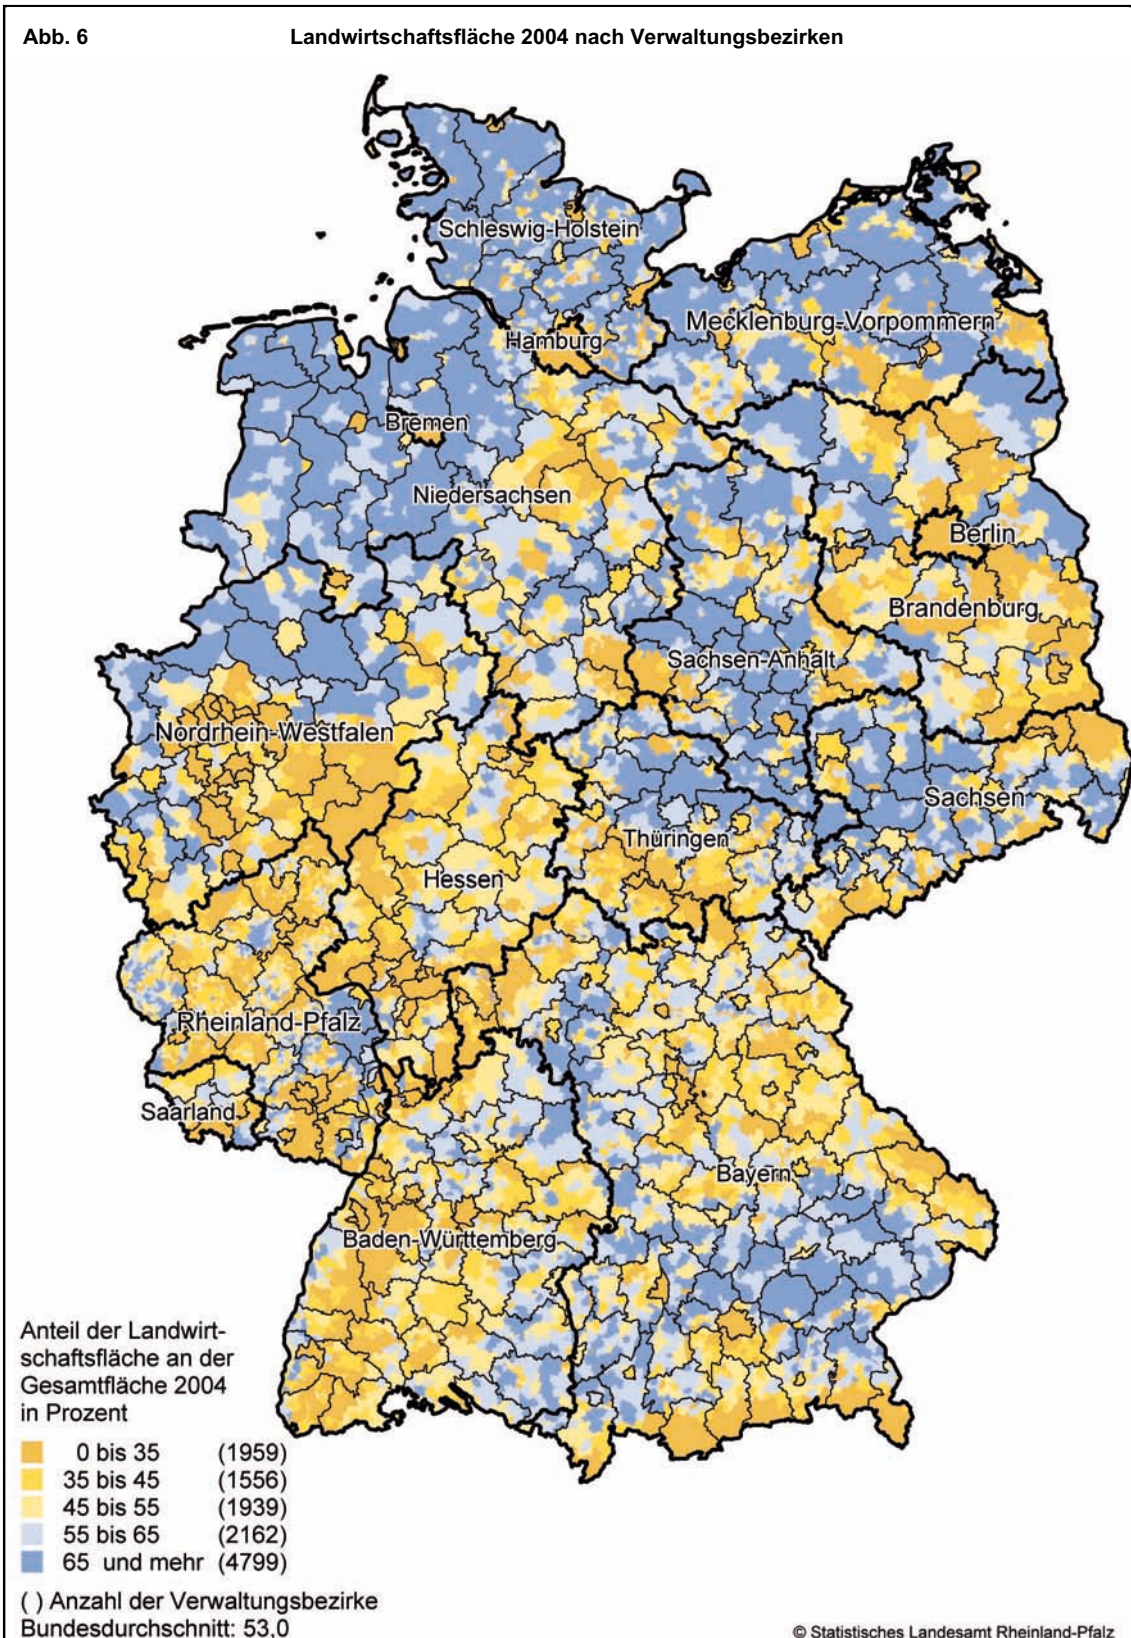 Abb. 6 Landwirtschaftsfläche 2004 nach Verwaltungsbezirken
Schleswig-Holstein
Mecklenburg-Vorpommern
Hamburg
Bremen
Niedersachsen
Berlin
Brandenburg
Sachsen-Anhalt
Nordrhein-Westfalen
Sachsen
Thüringen
Hessen
Rheinland-Pfalz
Saarland
Bayern
Baden-Württemberg
Anteil der Landwirt-
schaftsfläche an der
Gesamtfläche 2004
in Prozent
0 bis 35 (1959)
35 bis 45 (1556)
45 bis 55 (1939)
55 bis 65 (2162)
65 und mehr (4799)
( ) Anzahl der Verwaltungsbezirke
Bundesdurchschnitt: 53,0
© Statistisches Landesamt Rheinland-Pfalz